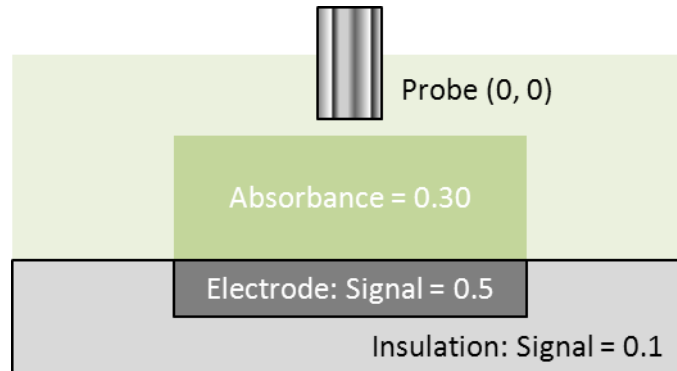 Probe (0, 0)
Absorbance = 0.30
Electrode: Signal = 0.5
Insulation: Signal = 0.1